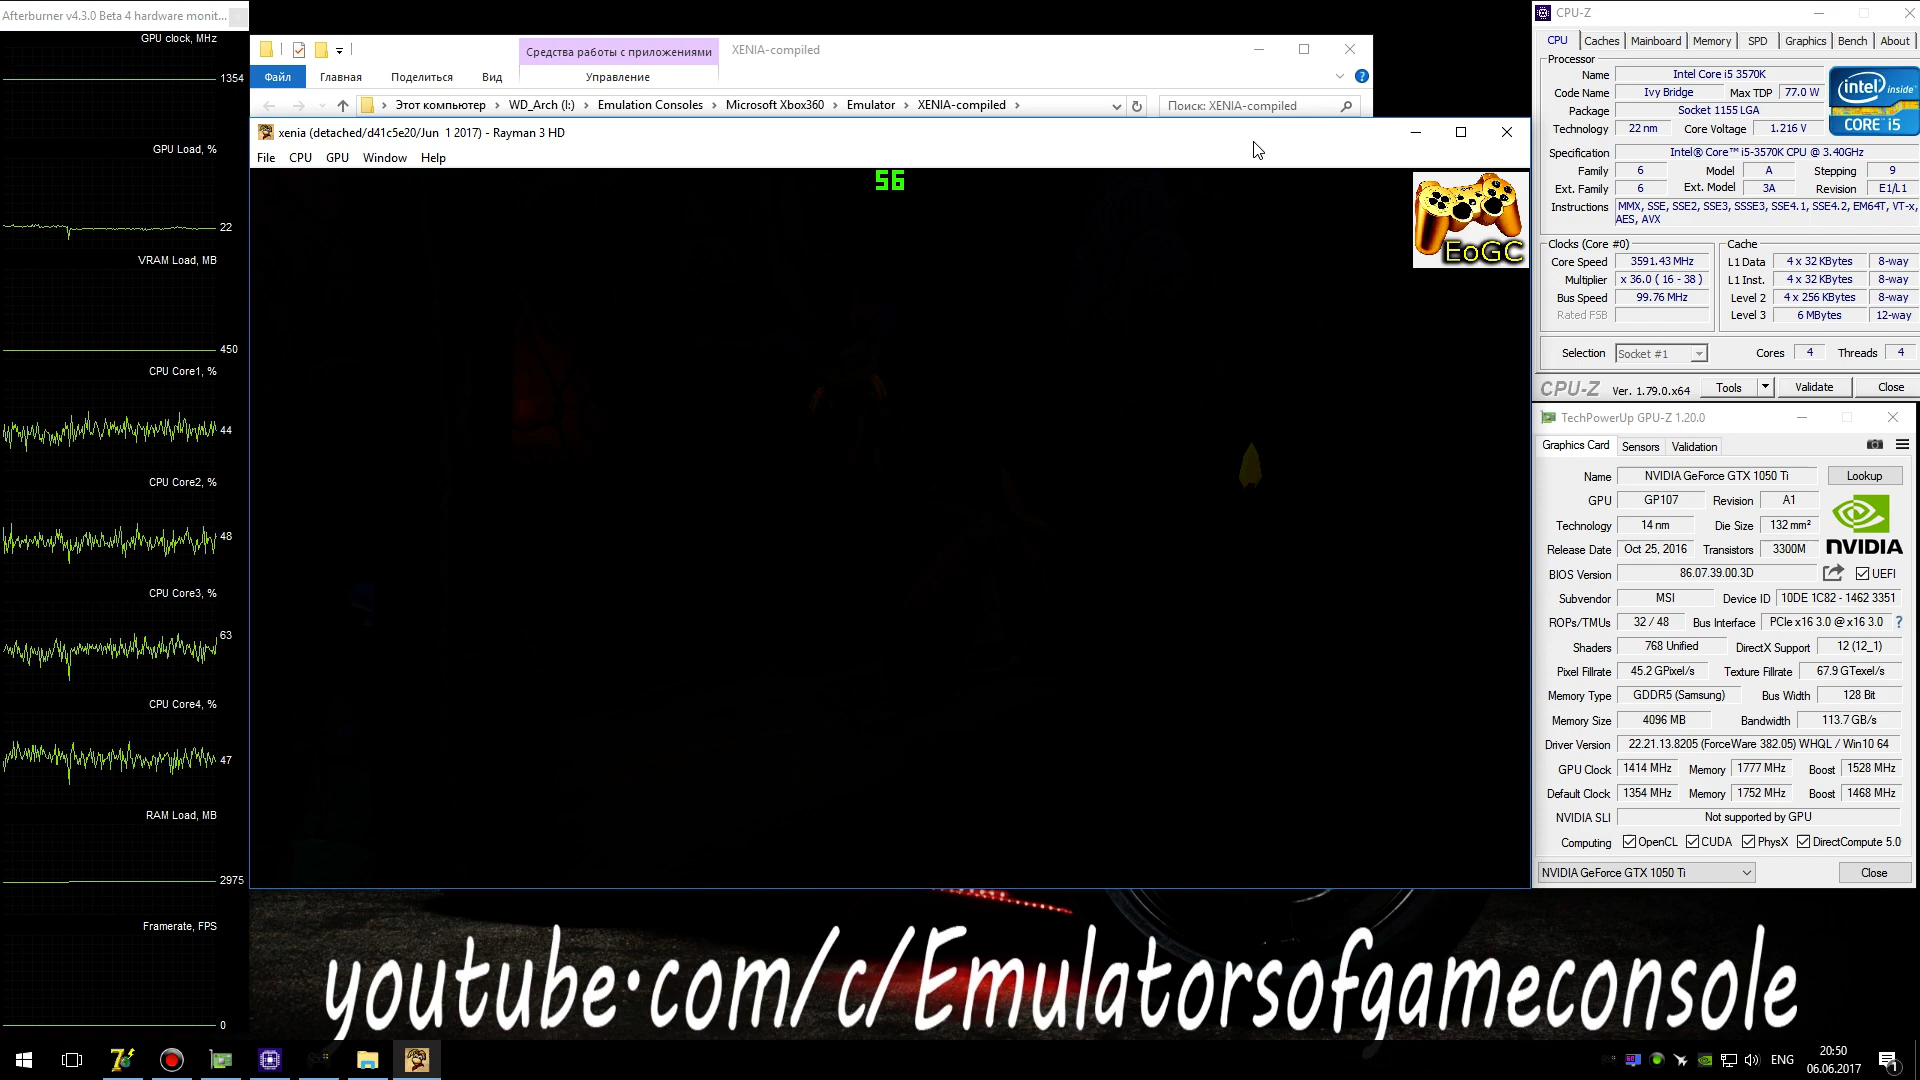 Afterburner v4.3.0 Beta 4 hardware monit...
GPU clock, MHz
1354
GPU Load, %
22
VRAM Load, MB
450
CPU Core1, %
44
CPU Core2, %
48
CPU Core3, %
63
CPU Core4, %
47
RAM Load, MB
2975
Framerate, FPS
0
Средства работы с приложениями
XENIA-compiled
Файл
Главная
Поделиться
Вид
Управление
Этот компьютер
WD_Arch (I:)
Emulation Consoles
Microsoft Xbox360
Emulator
XENIA-compiled
Поиск: XENIA-compiled
xenia (detached/d41c5e20/Jun 1 2017) - Rayman 3 HD
File CPU GPU Window Help
56
EoGC
CPU-Z
CPU Caches Mainboard Memory SPD Graphics Bench About
Processor
Name Intel Core i5 3570K
Code Name Ivy Bridge Max TDP 77.0 W
Package Socket 1155 LGA
Technology 22 nm Core Voltage 1.216 V
intel inside™
CORE i5
Specification Intel® Core™ i5-3570K CPU @ 3.40GHz
Family 6 Model A Stepping 9
Ext. Family 6 Ext. Model 3A Revision E1/L1
Instructions MMX, SSE, SSE2, SSE3, SSSE3, SSE4.1, SSE4.2, EM64T, VT-x,
AES, AVX
Clocks (Core #0)
Core Speed 3591.43 MHz
Multiplier x 36.0 ( 16 - 38 )
Bus Speed 99.76 MHz
Rated FSB
Cache
L1 Data 4 x 32 KBytes 8-way
L1 Inst. 4 x 32 KBytes 8-way
Level 2 4 x 256 KBytes 8-way
Level 3 6 MBytes 12-way
Selection Socket #1 Cores 4 Threads 4
CPU-Z Ver. 1.79.0.x64 Tools Validate Close
TechPowerUp GPU-Z 1.20.0
Graphics Card Sensors Validation
Name NVIDIA GeForce GTX 1050 Ti Lookup
GPU GP107 Revision A1
Technology 14 nm Die Size 132 mm²
Release Date Oct 25, 2016 Transistors 3300M
NVIDIA
BIOS Version 86.07.39.00.3D UEFI
Subvendor MSI Device ID 10DE 1C82 - 1462 3351
ROPs/TMUs 32 / 48 Bus Interface PCIe x16 3.0 @ x16 3.0 ?
Shaders 768 Unified DirectX Support 12 (12_1)
Pixel Fillrate 45.2 GPixel/s Texture Fillrate 67.9 GTexel/s
Memory Type GDDR5 (Samsung) Bus Width 128 Bit
Memory Size 4096 MB Bandwidth 113.7 GB/s
Driver Version 22.21.13.8205 (ForceWare 382.05) WHQL / Win10 64
GPU Clock 1414 MHz Memory 1777 MHz Boost 1528 MHz
Default Clock 1354 MHz Memory 1752 MHz Boost 1468 MHz
NVIDIA SLI Not supported by GPU
Computing OpenCL CUDA PhysX DirectCompute 5.0
NVIDIA GeForce GTX 1050 Ti Close
youtube.com/c/Emulatorsofgameconsole
ENG
20:50
06.06.2017
1